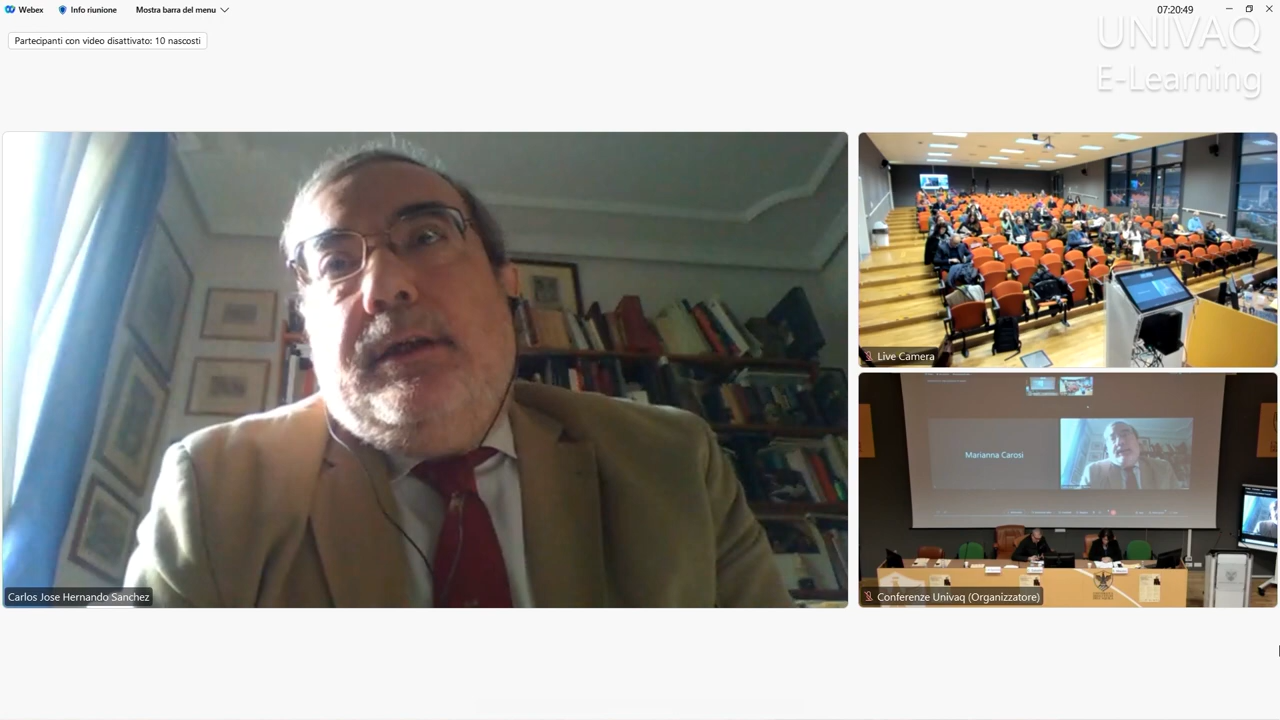 Webex
Info riunione
Mostra barra del menu
07:20:49
Partecipanti con video disattivato: 10 nascosti
UNIVAQ
E-Learning
Carlos Jose Hernando Sanchez
Live Camera
Marianna Carosi
Conferenze Univaq (Organizzatore)